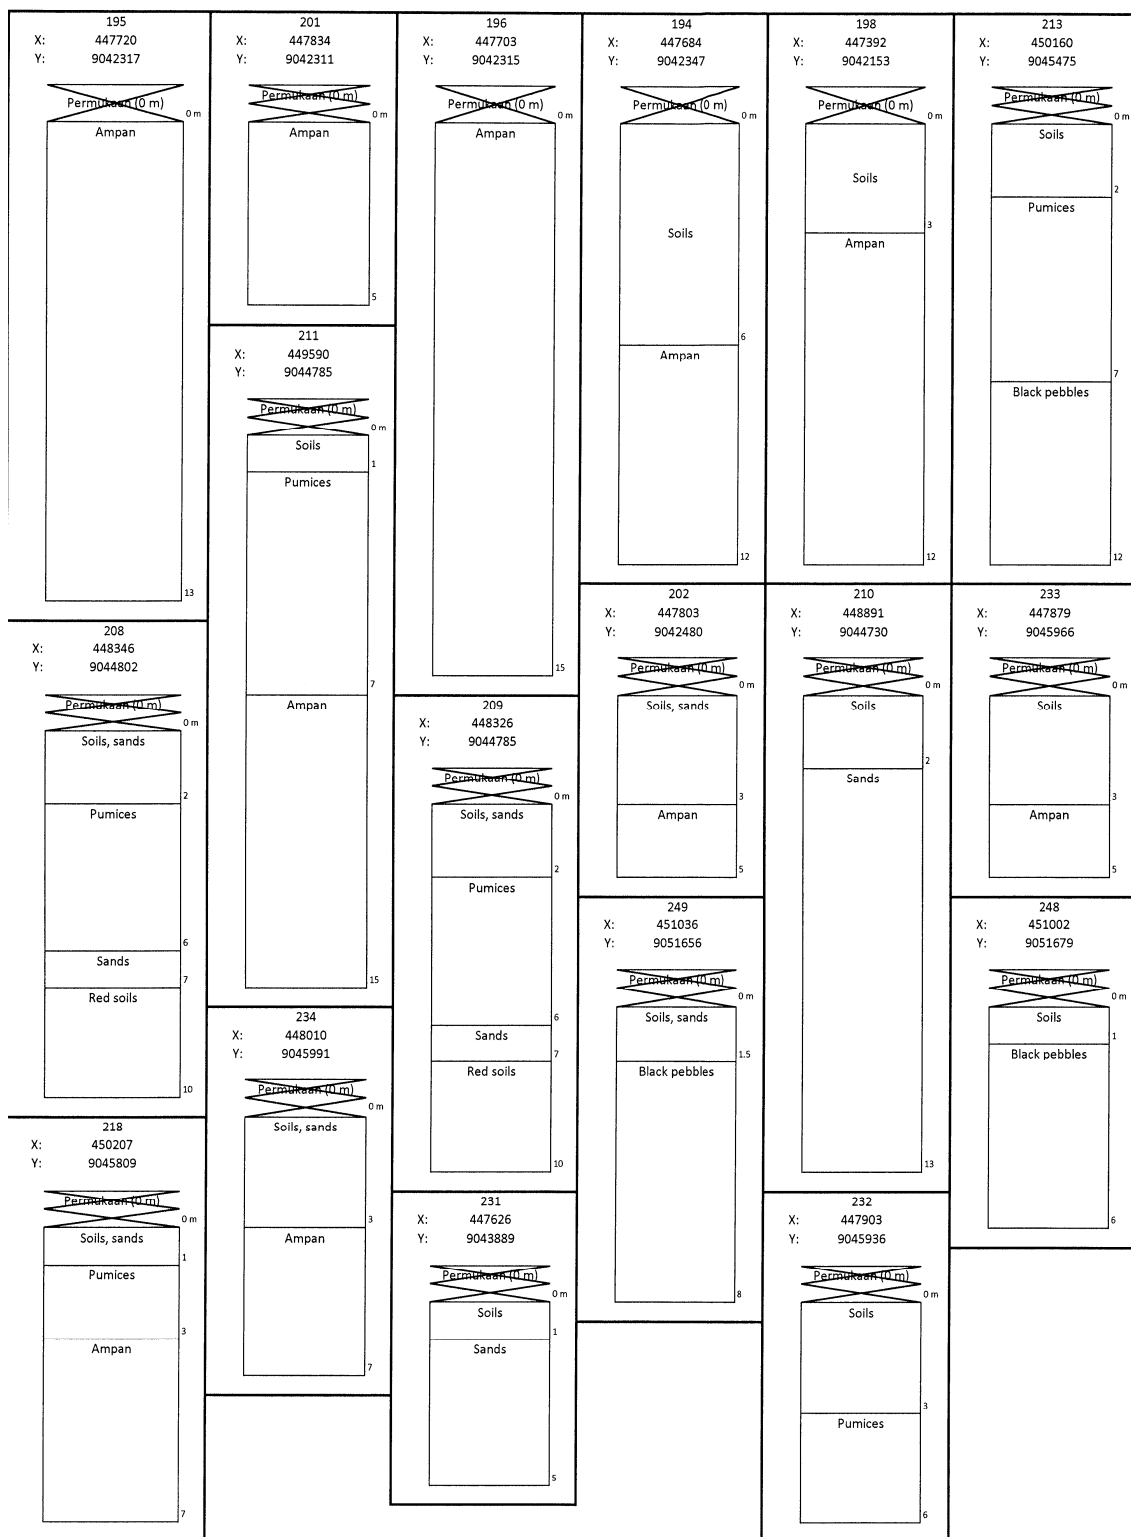 195
X: 447720
Y: 9042317
Permukaan (0 m)
0 m
Ampan
13
208
X: 448346
Y: 9044802
Permukaan (0 m)
0 m
Soils, sands
2
Pumices
6
Sands
7
Red soils
10
218
X: 450207
Y: 9045809
Permukaan (0 m)
0 m
Soils, sands
1
Pumices
3
Ampan
7
201
X: 447834
Y: 9042311
Permukaan (0 m)
0 m
Ampan
5
211
X: 449590
Y: 9044785
Permukaan (0 m)
0 m
Soils
1
Pumices
7
Ampan
15
234
X: 448010
Y: 9045991
Permukaan (0 m)
0 m
Soils, sands
3
Ampan
7
196
X: 447703
Y: 9042315
Permukaan (0 m)
0 m
Ampan
15
209
X: 448326
Y: 9044785
Permukaan (0 m)
0 m
Soils, sands
2
Pumices
6
Sands
7
Red soils
10
231
X: 447626
Y: 9043889
Permukaan (0 m)
0 m
Soils
1
Sands
5
194
X: 447684
Y: 9042347
Permukaan (0 m)
0 m
Soils
6
Ampan
12
202
X: 447803
Y: 9042480
Permukaan (0 m)
0 m
Soils, sands
3
Ampan
5
249
X: 451036
Y: 9051656
Permukaan (0 m)
0 m
Soils, sands
1.5
Black pebbles
8
198
X: 447392
Y: 9042153
Permukaan (0 m)
0 m
Soils
3
Ampan
12
210
X: 448891
Y: 9044730
Permukaan (0 m)
0 m
Soils
2
Sands
13
232
X: 447903
Y: 9045936
Permukaan (0 m)
0 m
Soils
3
Pumices
6
213
X: 450160
Y: 9045475
Permukaan (0 m)
0 m
Soils
2
Pumices
7
Black pebbles
12
233
X: 447879
Y: 9045966
Permukaan (0 m)
0 m
Soils
3
Ampan
5
248
X: 451002
Y: 9051679
Permukaan (0 m)
0 m
Soils
1
Black pebbles
6